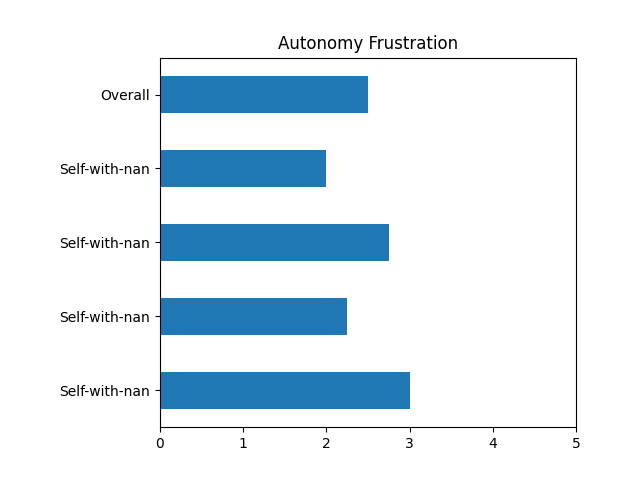 Autonomy Frustration
Overall
Self-with-nan
Self-with-nan
Self-with-nan
Self-with-nan
0 1 2 3 4 5